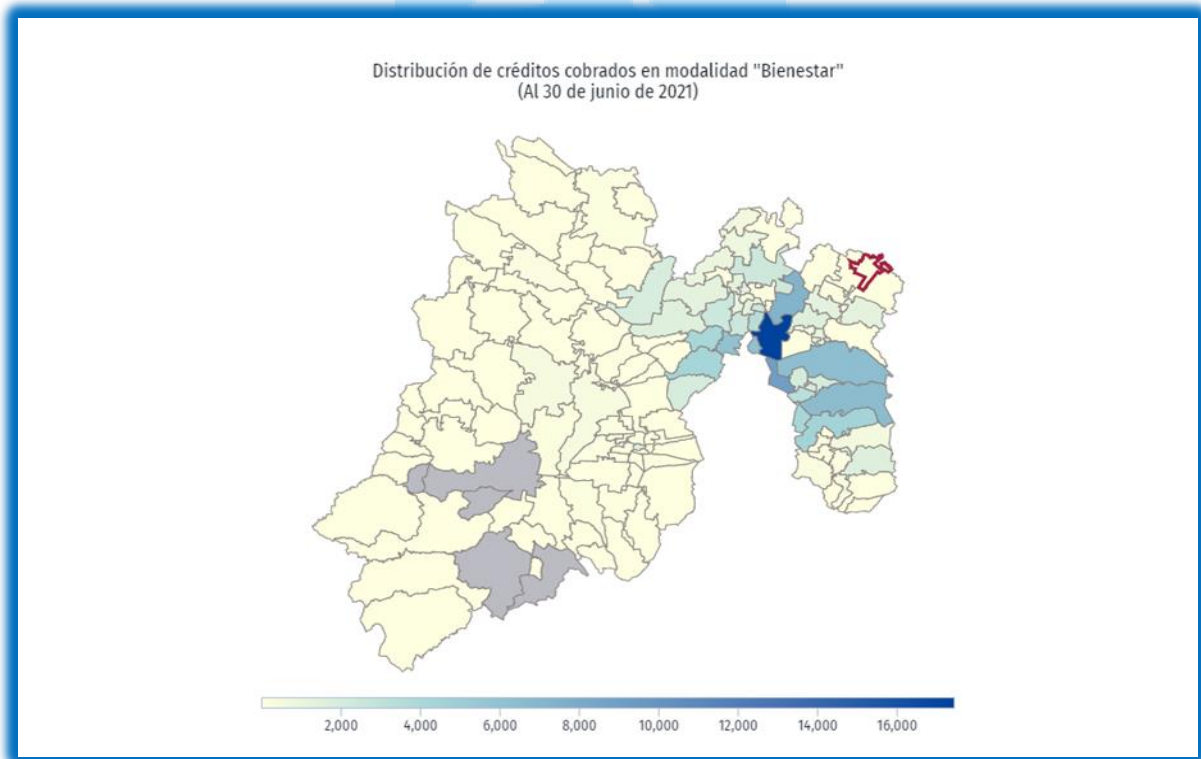 Distribución de créditos cobrados en modalidad "Bienestar"
(Al 30 de junio de 2021)
2,000 4,000 6,000 8,000 10,000 12,000 14,000 16,000